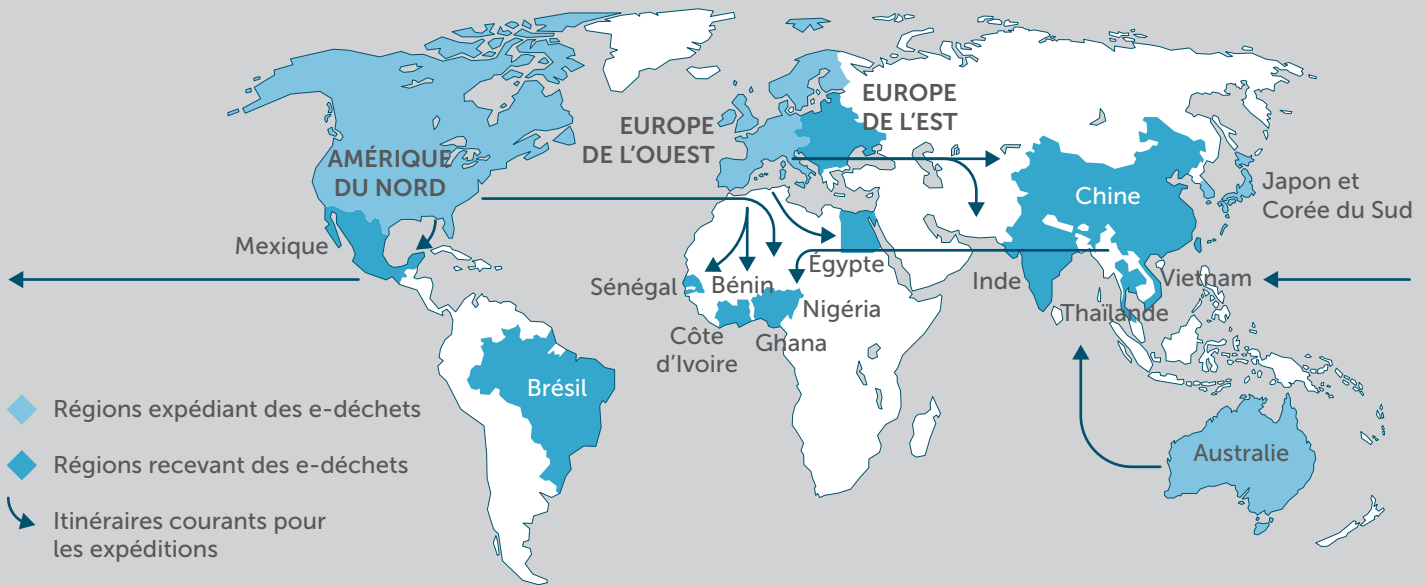 EUROPE
DE L'EST
EUROPE
DE L'OUEST
AMÉRIQUE
DU NORD
Chine
Japon et
Corée du Sud
Mexique
Égypte
Sénégal
Bénin
Inde
Vietnam
Nigéria
Thaïlande
Côte
d'Ivoire
Ghana
Brésil
Régions expédiant des e-déchets
Régions recevant des e-déchets
Australie
Itinéraires courants pour
les expéditions